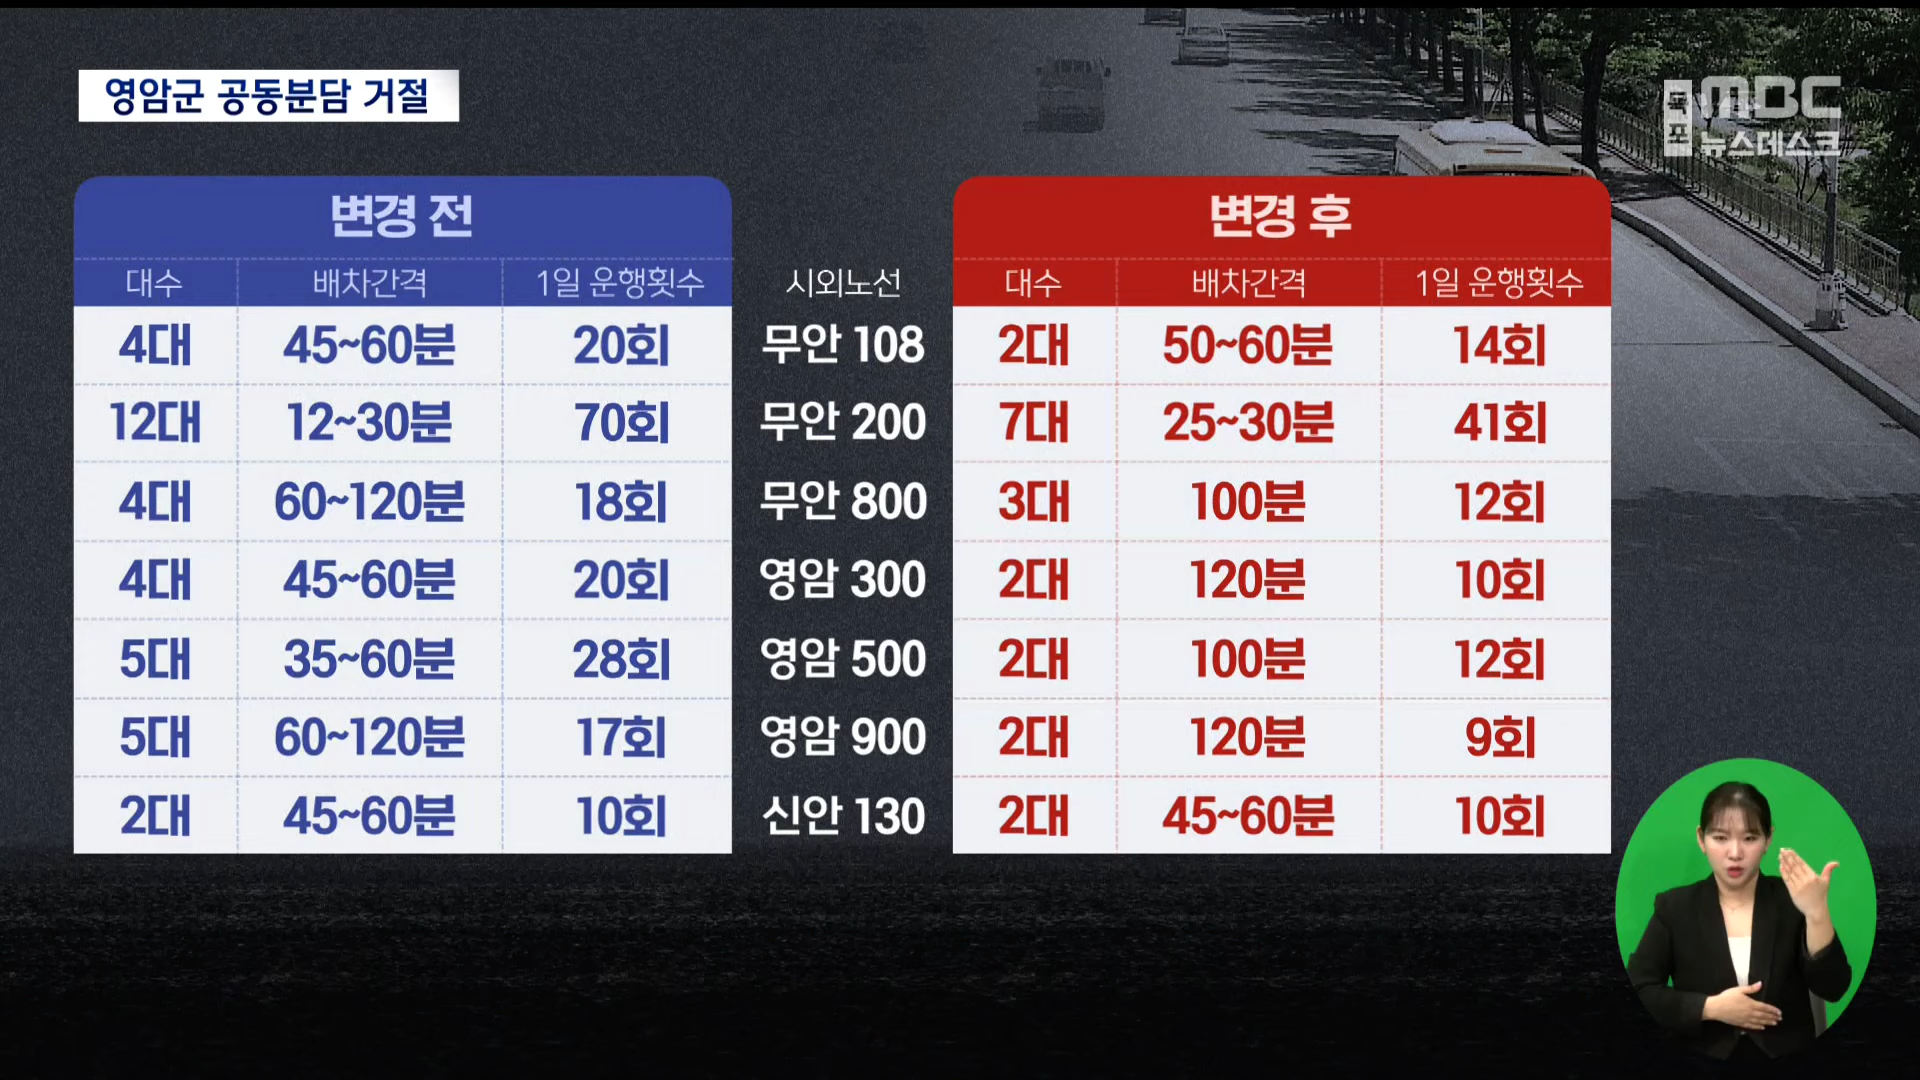 영암군 공동분담 거절
목포 MBC
뉴스데스크
변경 전 변경 후
대수 배차간격 1일 운행횟수 시외노선 대수 배차간격 1일 운행횟수
4대 45~60분 20회 무안 108 2대 50~60분 14회
12대 12~30분 70회 무안 200 7대 25~30분 41회
4대 60~120분 18회 무안 800 3대 100분 12회
4대 45~60분 20회 영암 300 2대 120분 10회
5대 35~60분 28회 영암 500 2대 100분 12회
5대 60~120분 17회 영암 900 2대 120분 9회
2대 45~60분 10회 신안 130 2대 45~60분 10회